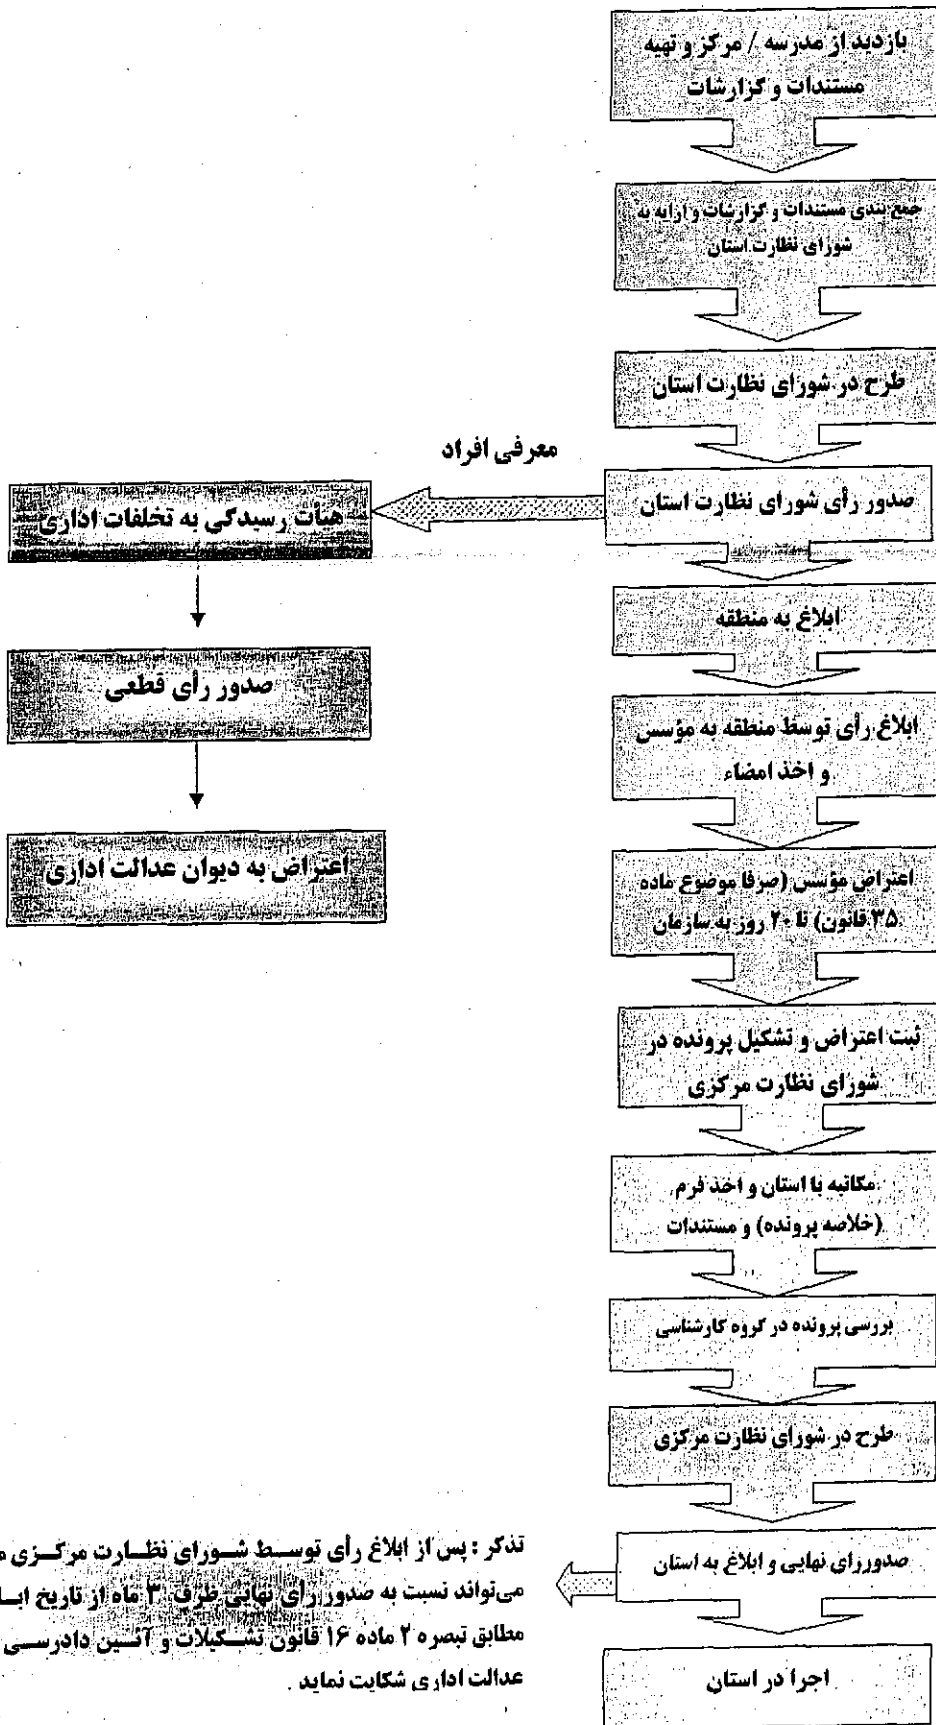 بازدید از مدرسه / مرکز و تهیه
مستندات و گزارشات
جمع بندی مستندات و گزارشات و ارایه به
شورای نظارت استان
طرح در شورای نظارت استان
صدور رأی شورای نظارت استان
معرفی افراد
هیأت رسیدگی به تخلفات اداری
صدور رأی قطعی
اعتراض به دیوان عدالت اداری
ابلاغ به منطقه
ابلاغ رأی توسط منطقه به مؤسس
و اخذ امضاء
اعتراض مؤسس (صرفا موضوع ماده
۳۵ قانون) تا ۲۰ روز به سازمان
ثبت اعتراض و تشکیل پرونده در
شورای نظارت مرکزی
مکاتبه با استان و اخذ فرم
(خلاصه پرونده) و مستندات
بررسی پرونده در گروه کارشناسی
طرح در شورای نظارت مرکزی
صدوررای نهایی و ابلاغ به استان
اجرا در استان
تذکر : پس از ابلاغ رأی توسط شورای نظارت مرکزی
می‌تواند نسبت به صدور رأی نهایی ظرف ۳ ماه از تاریخ
مطابق تبصره ۲ ماده ۱۶ قانون تشکیلات و آئین دادرسی
عدالت اداری شکایت نماید .